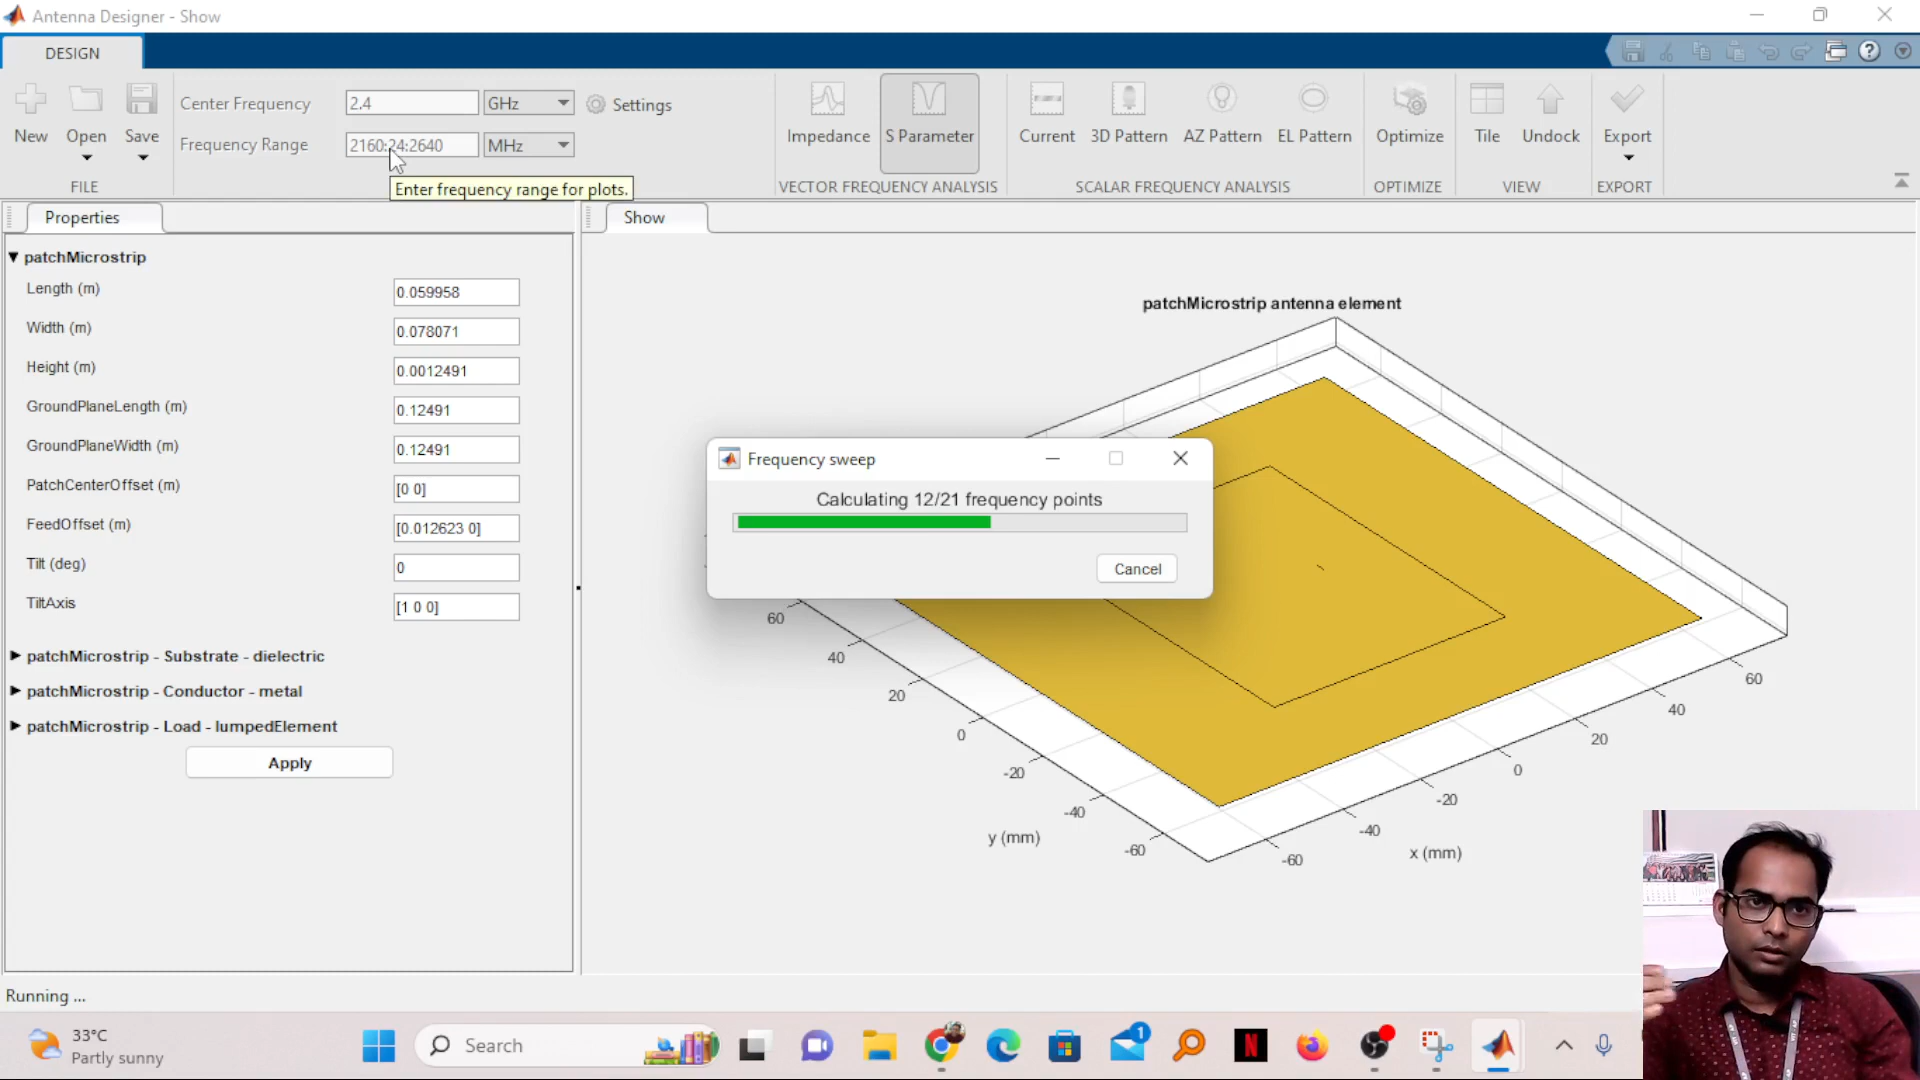 Antenna Designer - Show
DESIGN
New
Open
Save
FILE
Center Frequency 2.4 GHz Settings
Frequency Range 2160:24:2640 MHz
Enter frequency range for plots.
Impedance
S Parameter
VECTOR FREQUENCY ANALYSIS
Current
3D Pattern
AZ Pattern
EL Pattern
SCALAR FREQUENCY ANALYSIS
Optimize
OPTIMIZE
Tile
Undock
VIEW
Export
EXPORT
Properties
patchMicrostrip
Length (m) 0.059958
Width (m) 0.078071
Height (m) 0.0012491
GroundPlaneLength (m) 0.12491
GroundPlaneWidth (m) 0.12491
PatchCenterOffset (m) [0 0]
FeedOffset (m) [0.012623 0]
Tilt (deg) 0
TiltAxis [1 0 0]
patchMicrostrip - Substrate - dielectric
patchMicrostrip - Conductor - metal
patchMicrostrip - Load - lumpedElement
Apply
Show
patchMicrostrip antenna element
Frequency sweep
Calculating 12/21 frequency points
Cancel
60
40
20
0
-20
-40
-60
y (mm)
-60
-40
-20
0
20
40
60
x (mm)
Running ...
33°C
Partly sunny
Search
1
N